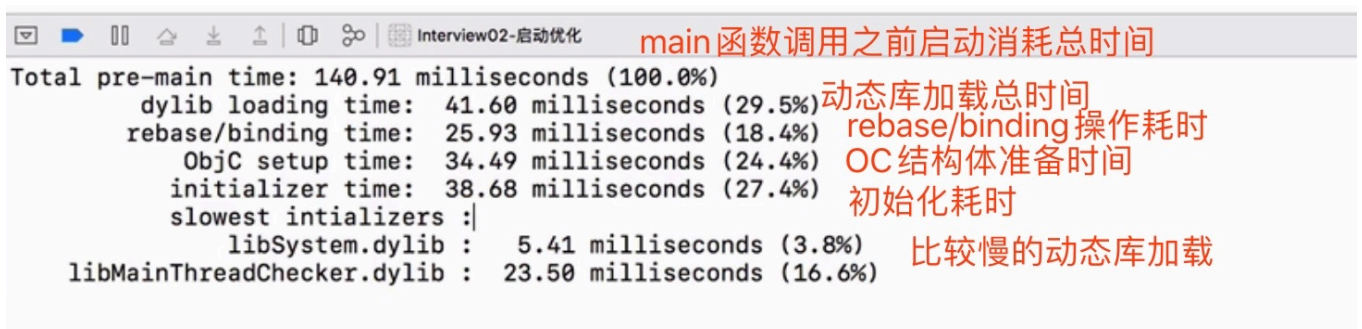 Interview02-启动优化
main函数调用之前启动消耗总时间
Total pre-main time: 140.91 milliseconds (100.0%)
dylib loading time: 41.60 milliseconds (29.5%) 动态库加载总时间
rebase/binding time: 25.93 milliseconds (18.4%) rebase/binding操作耗时
ObjC setup time: 34.49 milliseconds (24.4%) OC结构体准备时间
initializer time: 38.68 milliseconds (27.4%) 初始化耗时
slowest intializers :
libSystem.dylib : 5.41 milliseconds (3.8%) 比较慢的动态库加载
libMainThreadChecker.dylib : 23.50 milliseconds (16.6%)